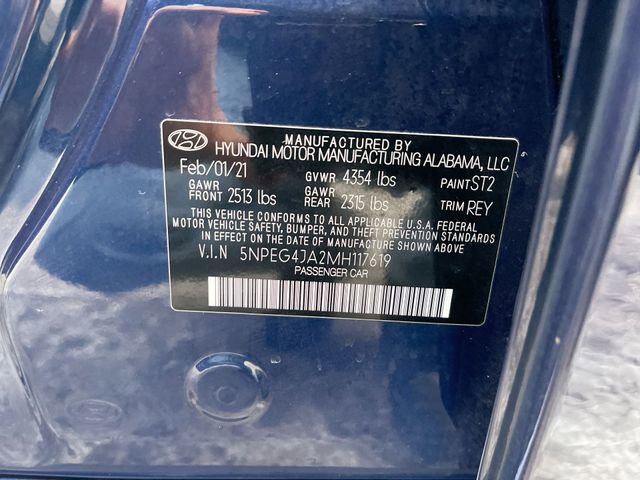 MANUFACTURED BY
HYUNDAI MOTOR MANUFACTURING ALABAMA, LLC
Feb/01/21 GVWR 4354 lbs PAINT ST2
GAWR FRONT 2513 lbs GAWR REAR 2315 lbs TRIM REY
THIS VEHICLE CONFORMS TO ALL APPLICABLE U.S.A. FEDERAL
MOTOR VEHICLE SAFETY, BUMPER, AND THEFT PREVENTION STANDARDS
IN EFFECT ON THE DATE OF MANUFACTURE SHOWN ABOVE.
V.I.N 5NPEG4JA2MH117619
PASSENGER CAR